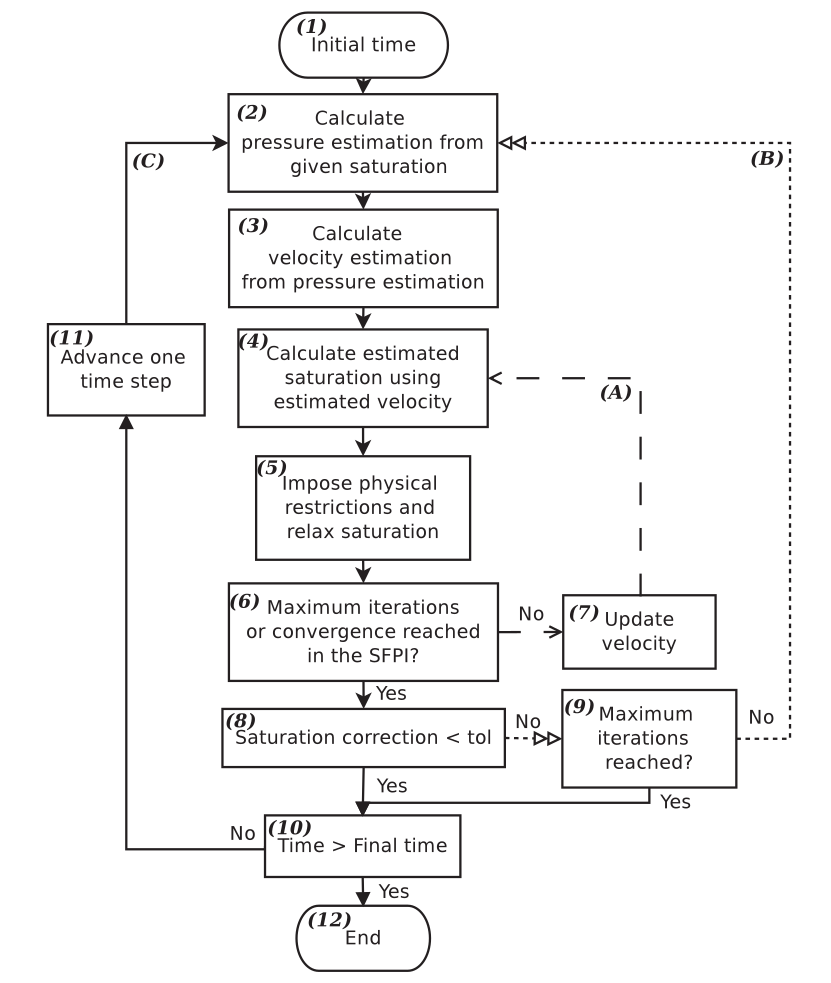 (1)
Initial time
(2)
Calculate
pressure estimation from
given saturation
(C)
(B)
(3)
Calculate
velocity estimation
from pressure estimation
(11)
Advance one
time step
(4)
Calculate estimated
saturation using
estimated velocity
(A)
(5)
Impose physical
restrictions and
relax saturation
(6)
Maximum iterations
or convergence reached
in the SFPI?
No
(7)
Update
velocity
Yes
(8)
Saturation correction < tol
No
(9)
Maximum
iterations
reached?
No
Yes
Yes
No
(10)
Time > Final time
Yes
(12)
End